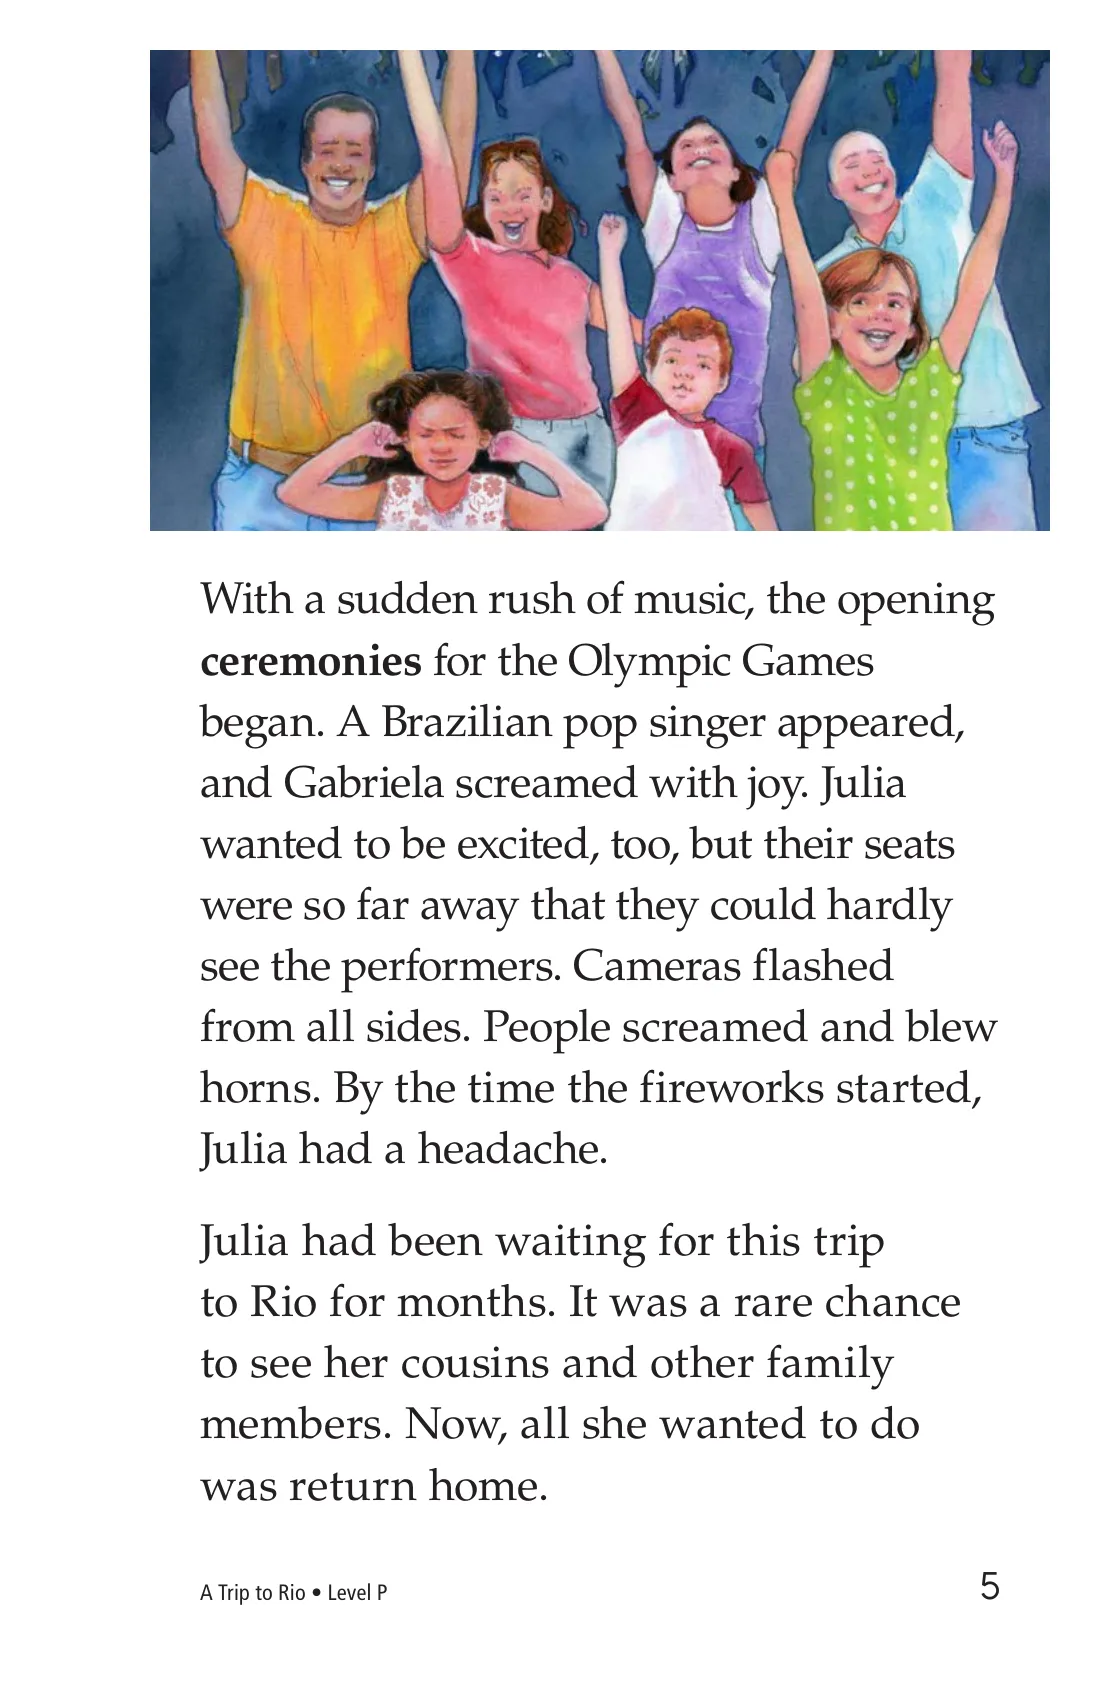 With a sudden rush of music, the opening
ceremonies for the Olympic Games
began. A Brazilian pop singer appeared,
and Gabriela screamed with joy. Julia
wanted to be excited, too, but their seats
were so far away that they could hardly
see the performers. Cameras flashed
from all sides. People screamed and blew
horns. By the time the fireworks started,
Julia had a headache.
Julia had been waiting for this trip
to Rio for months. It was a rare chance
to see her cousins and other family
members. Now, all she wanted to do
was return home.
A Trip to Rio • Level P
5